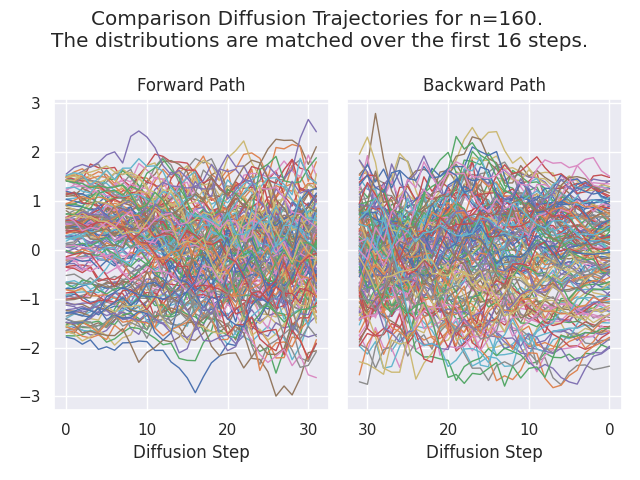 Comparison Diffusion Trajectories for n=160.
The distributions are matched over the first 16 steps.
Forward Path
Backward Path
3
2
1
0
−1
−2
−3
0 10 20 30
30 20 10 0
Diffusion Step
Diffusion Step